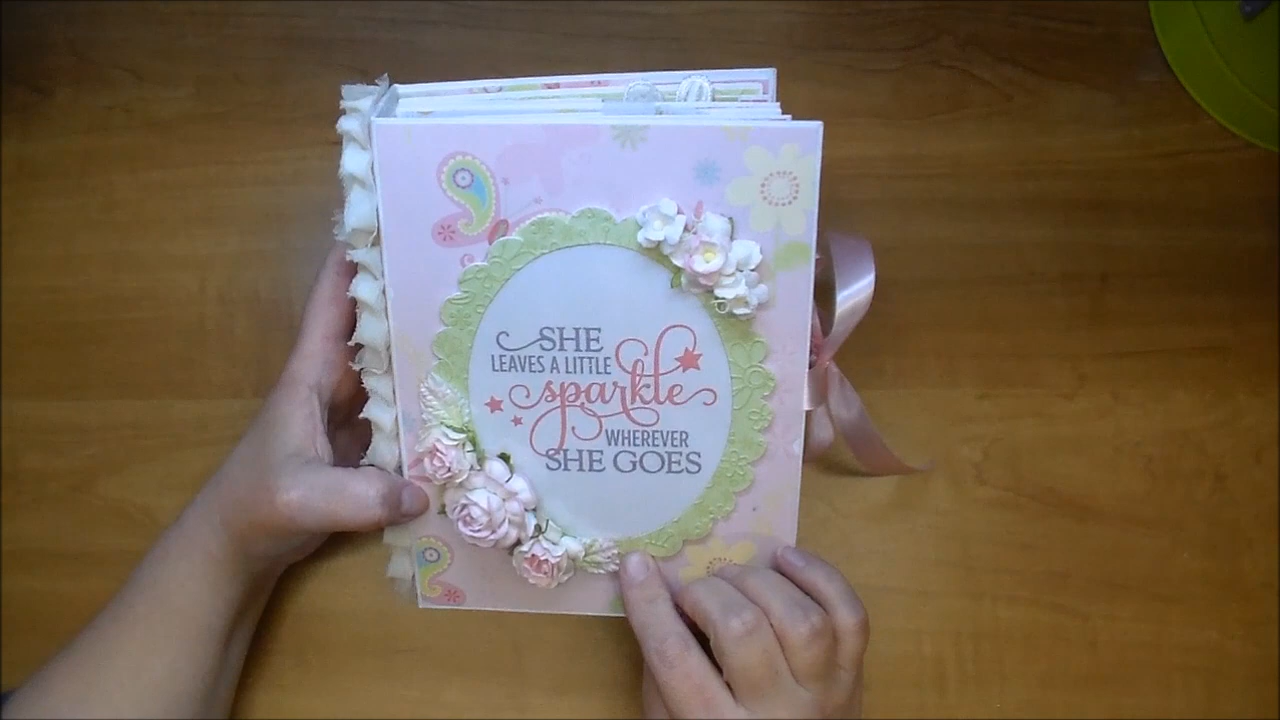 SHE
LEAVES A LITTLE
sparkle
WHEREVER
SHE GOES